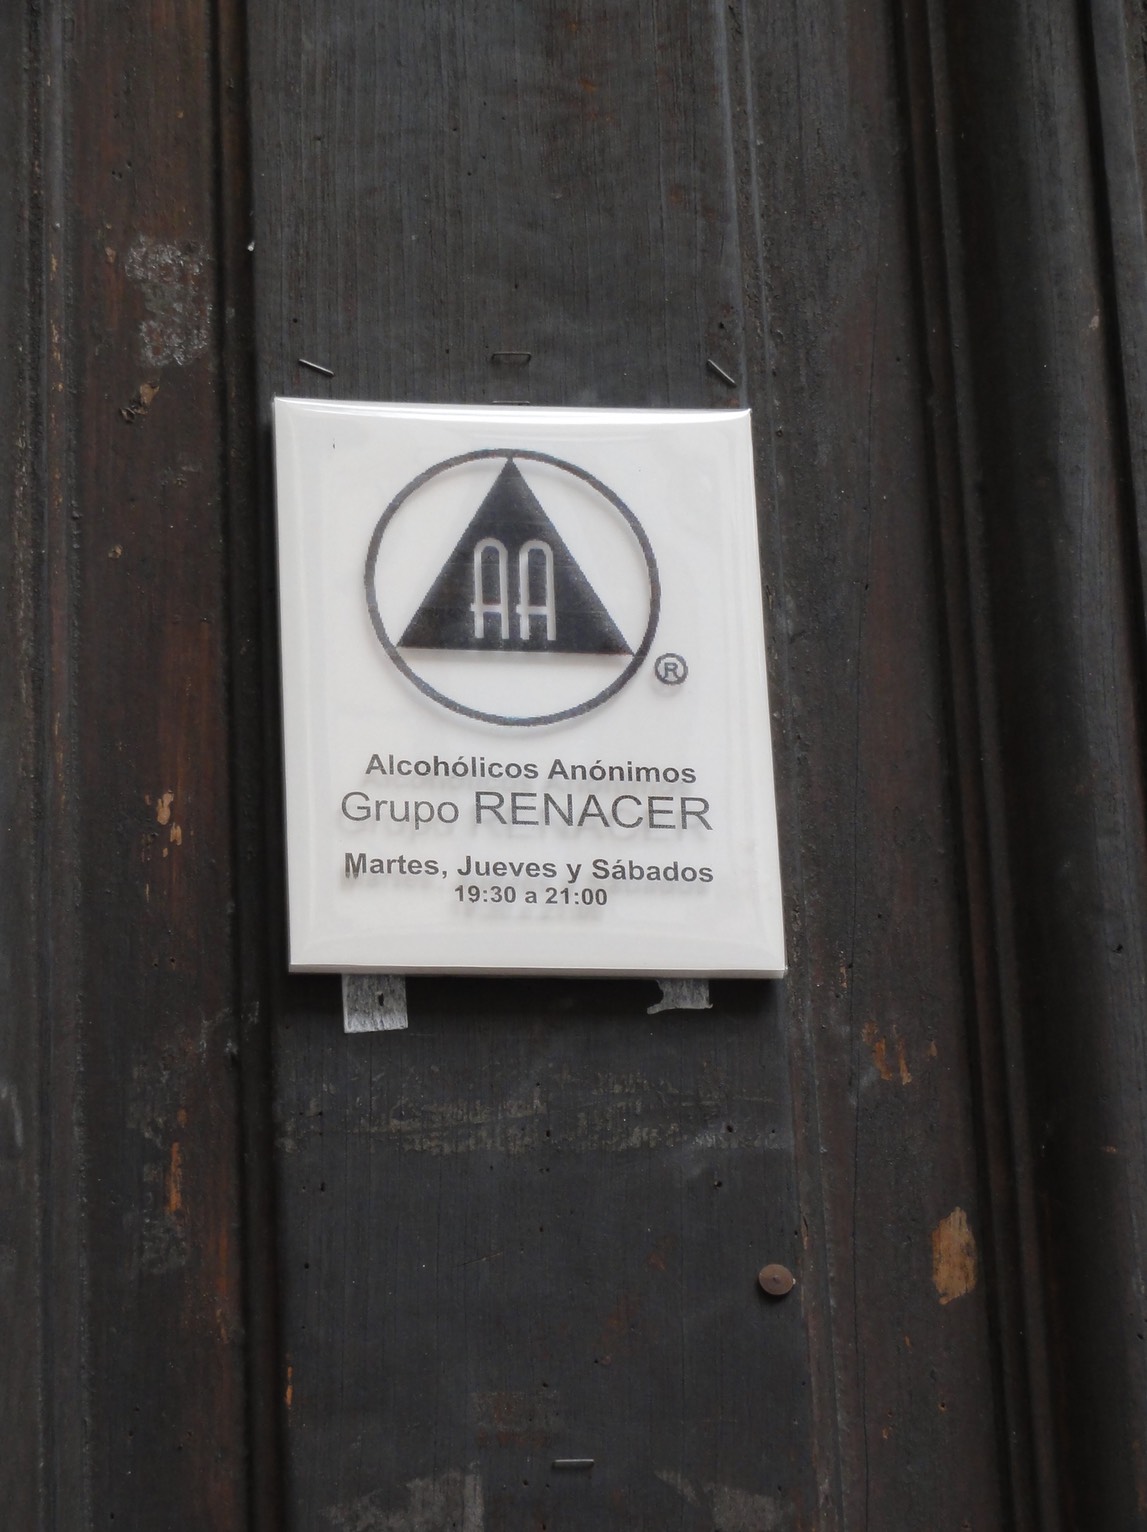 AA
®
Alcohólicos Anónimos
Grupo RENACER
Martes, Jueves y Sábados
19:30 a 21:00